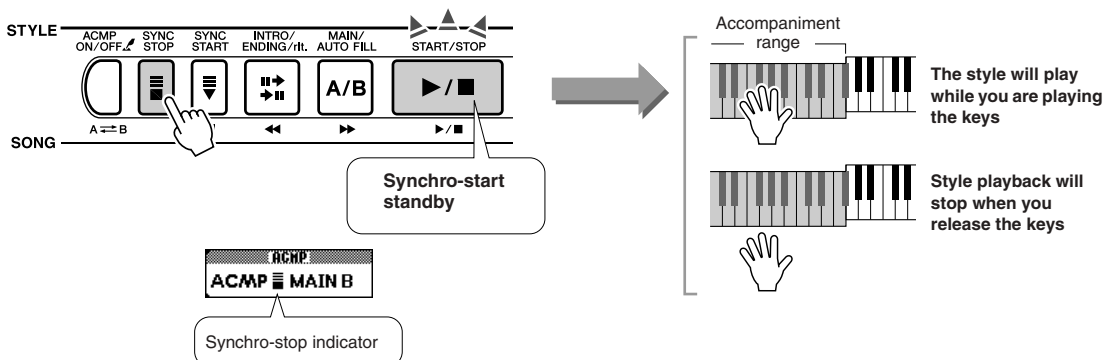 STYLE
ACMP ON/OFF
SYNC STOP
SYNC START
INTRO/ ENDING/rit.
MAIN/ AUTO FILL
START/STOP
A/B
A B
SONG
Synchro-start
standby
ACMP
ACMP MAIN B
Synchro-stop indicator
Accompaniment
range
The style will play
while you are playing
the keys
Style playback will
stop when you
release the keys